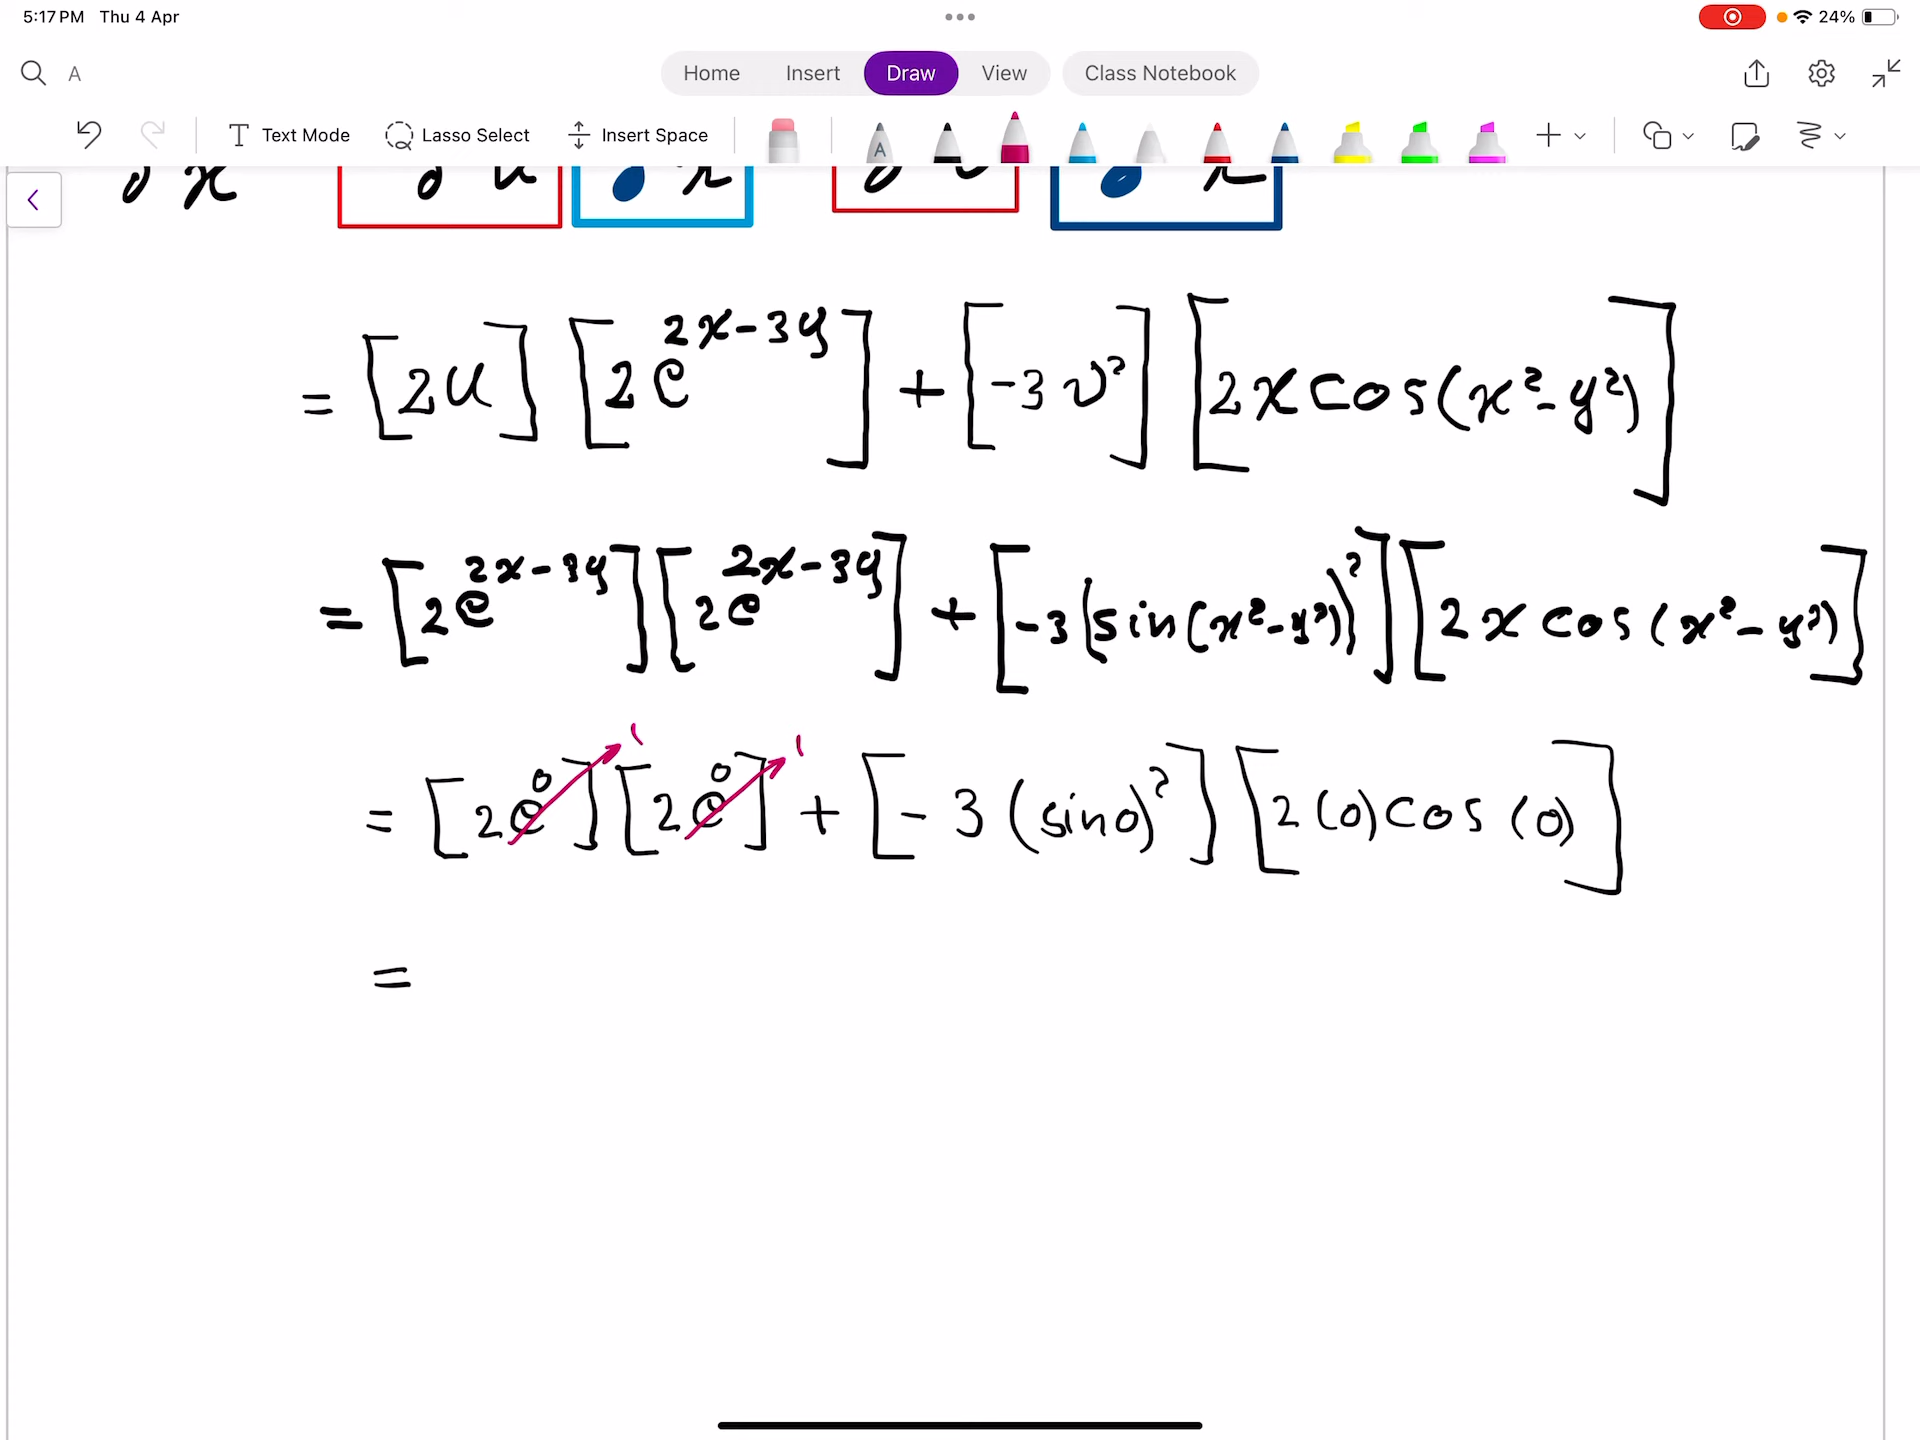 5:17 PM Thu 4 Apr 24%
A Home Insert Draw View Class Notebook
T Text Mode Lasso Select Insert Space A
= [2u] [2e^{2x-3y}] + [-3v²] [2x cos(x²-y²)]
= [2e^{2x-3y}] [2e^{2x-3y}] + [-3(sin(x²-y²))²] [2x cos(x²-y²)]
= [2e⁰] 1 [2e⁰] 1 + [-3(sin0)²] [2(0)cos(0)]
=